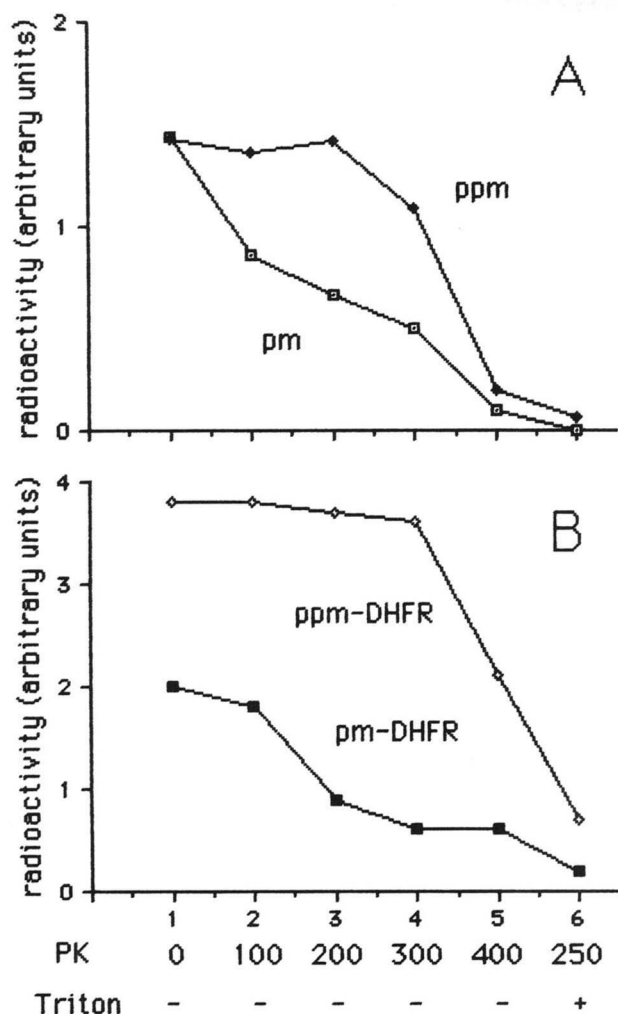 radioactivity (arbitrary units)
2
1
0
A
ppm
pm
radioactivity (arbitrary units)
4
3
2
1
0
B
ppm-DHFR
pm-DHFR
1 2 3 4 5 6
PK 0 100 200 300 400 250
Triton - - - - - +